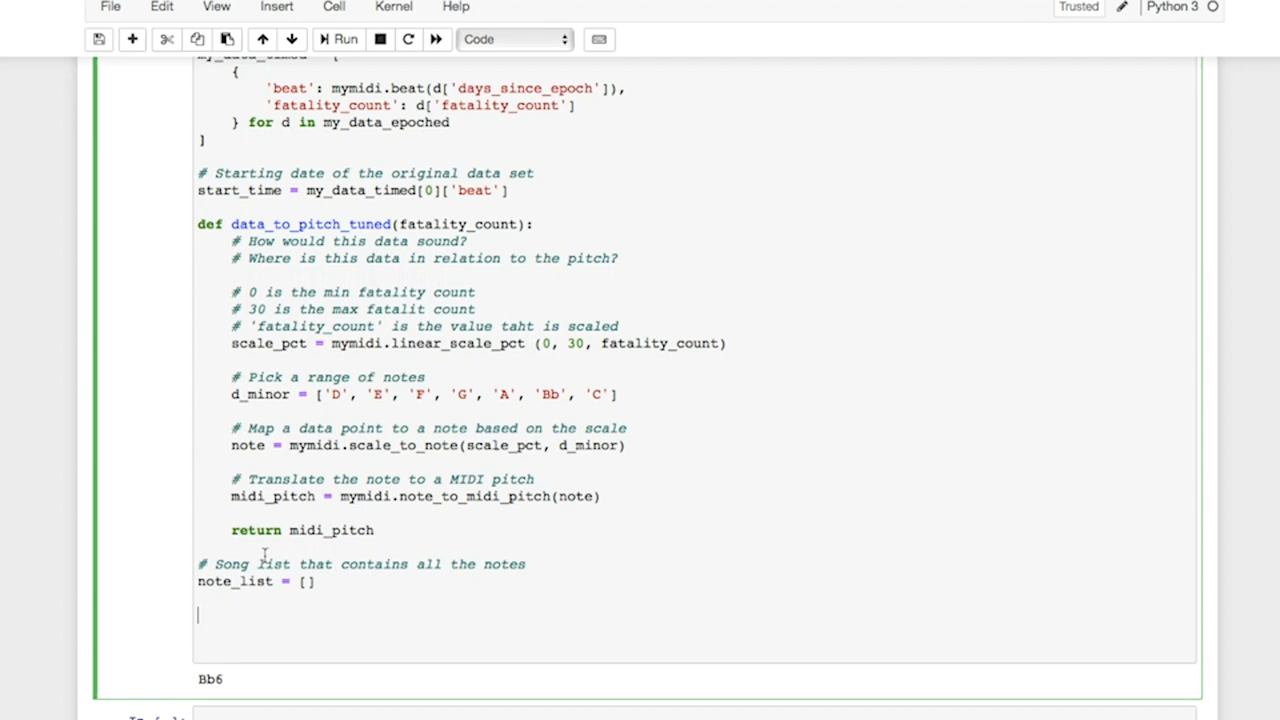 File Edit View Insert Cell Kernel Help Trusted Python 3
Run Code
{
'beat': mymidi.beat(d['days_since_epoch']),
'fatality_count': d['fatality_count']
} for d in my_data_epoched
]
# Starting date of the original data set
start_time = my_data_timed[0]['beat']
def data_to_pitch_tuned(fatality_count):
# How would this data sound?
# Where is this data in relation to the pitch?
# 0 is the min fatality count
# 30 is the max fatalit count
# 'fatality_count' is the value taht is scaled
scale_pct = mymidi.linear_scale_pct (0, 30, fatality_count)
# Pick a range of notes
d_minor = ['D', 'E', 'F', 'G', 'A', 'Bb', 'C']
# Map a data point to a note based on the scale
note = mymidi.scale_to_note(scale_pct, d_minor)
# Translate the note to a MIDI pitch
midi_pitch = mymidi.note_to_midi_pitch(note)
return midi_pitch
# Song list that contains all the notes
note_list = []
Bb6